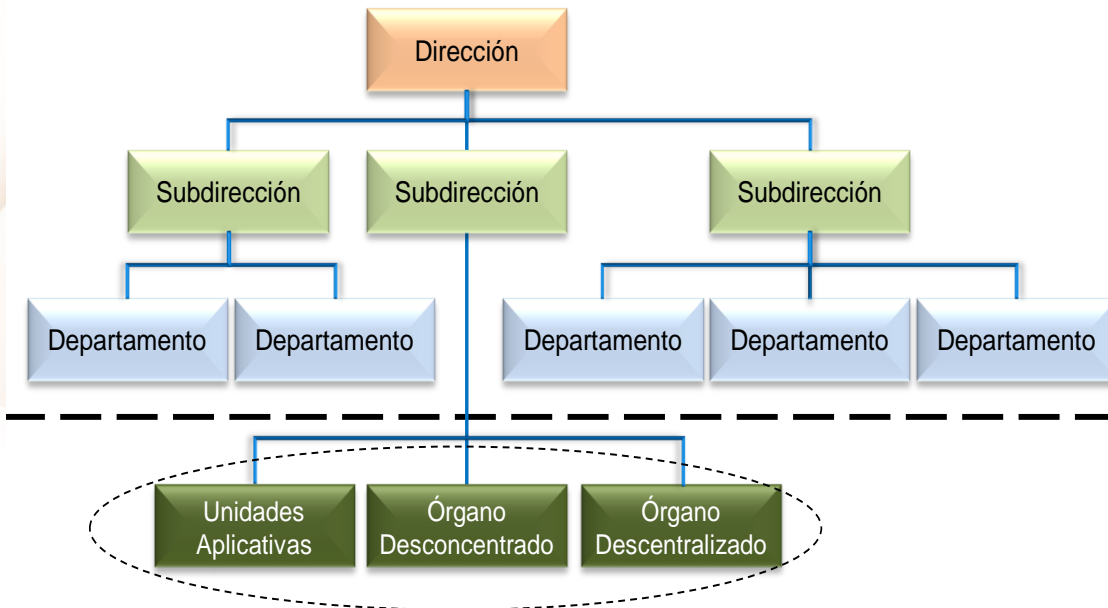 Dirección
Subdirección
Subdirección
Subdirección
Departamento
Departamento
Departamento
Departamento
Departamento
Unidades
Aplicativas
Órgano
Desconcentrado
Órgano
Descentralizado